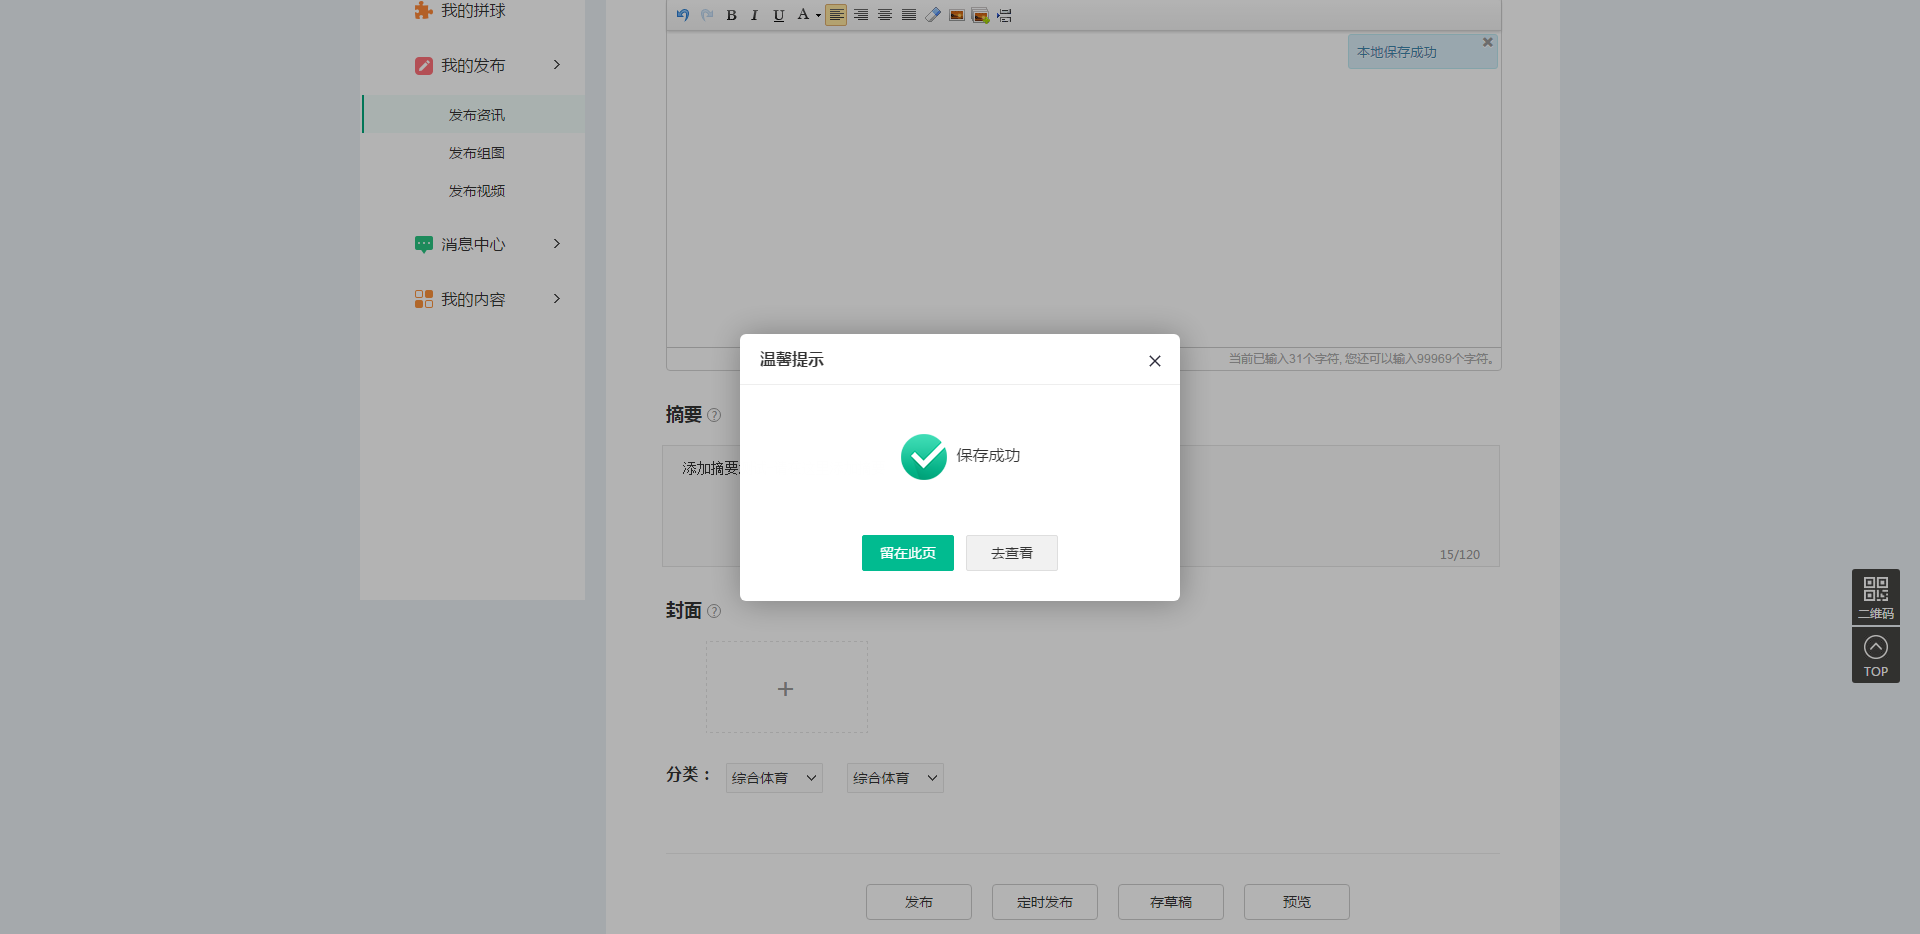 我的拼球
我的发布
发布资讯
发布组图
发布视频
消息中心
我的内容
B I U A
本地保存成功
当前已输入31个字符, 您还可以输入99969个字符。
温馨提示
保存成功
留在此页
去查看
摘要
添加摘要
15/120
封面
分类：
综合体育
综合体育
发布
定时发布
存草稿
预览
二维码
TOP